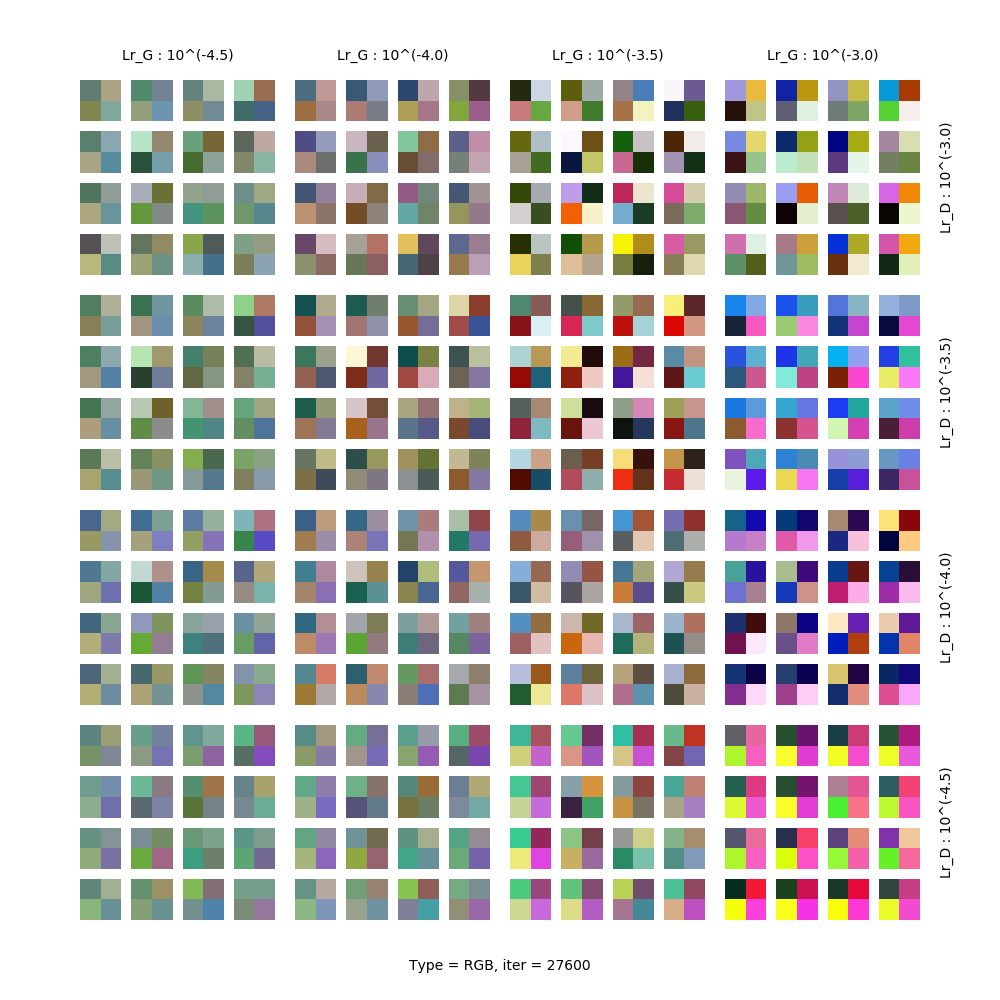 Lr_G : 10^(-4.5)
Lr_G : 10^(-4.0)
Lr_G : 10^(-3.5)
Lr_G : 10^(-3.0)
Lr_D : 10^(-3.0)
Lr_D : 10^(-3.5)
Lr_D : 10^(-4.0)
Lr_D : 10^(-4.5)
Type = RGB, iter = 27600